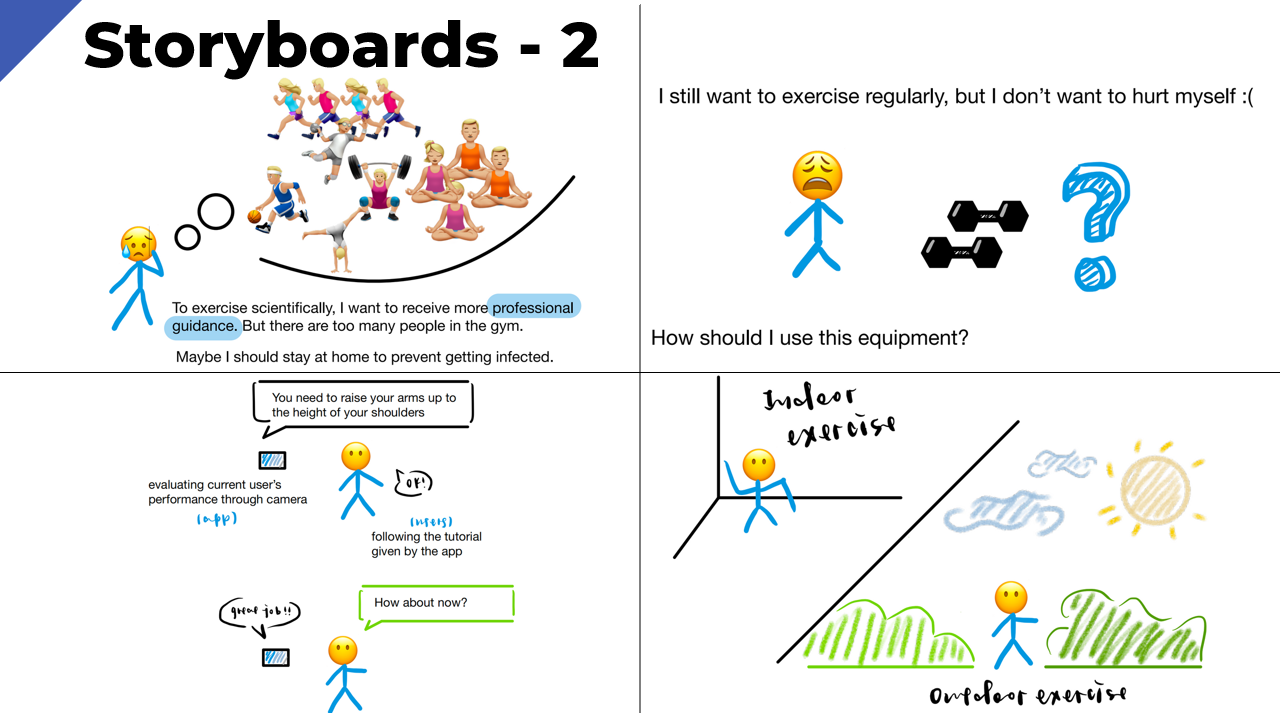 Storyboards - 2
To exercise scientifically, I want to receive more professional
guidance. But there are too many people in the gym.
Maybe I should stay at home to prevent getting infected.
I still want to exercise regularly, but I don’t want to hurt myself :(
?
How should I use this equipment?
You need to raise your arms up to
the height of your shoulders
evaluating current user's
performance through camera
(app)
OK!
(users)
following the tutorial
given by the app
How about now?
great job!!
Indoor
exercise
Outdoor exercise